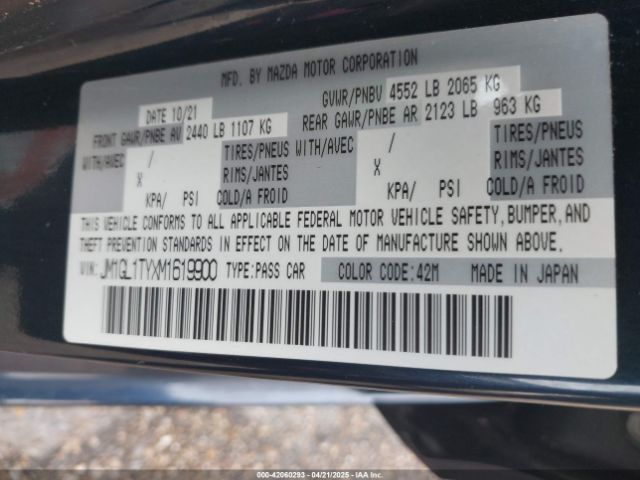 MFD. BY MAZDA MOTOR CORPORATION
DATE 10/21 GVWR/PNBV 4552 LB 2065 KG
FRONT GAWR/PNBE AV 2440 LB 1107 KG REAR GAWR/PNBE AR 2123 LB 963 KG
WITH/AVEC / TIRES/PNEUS WITH/AVEC / TIRES/PNEUS
X RIMS/JANTES X RIMS/JANTES
KPA/ PSI COLD/A FROID KPA/ PSI COLD/A FROID
THIS VEHICLE CONFORMS TO ALL APPLICABLE FEDERAL MOTOR VEHICLE SAFETY, BUMPER, AND
THEFT PREVENTION STANDARDS IN EFFECT ON THE DATE OF MANUFACTURE SHOWN ABOVE.
VIN: JM1GL1TYXM1619900 TYPE:PASS CAR COLOR CODE:42M MADE IN JAPAN
000-42060293 - 04/21/2025 - IAAI.COM